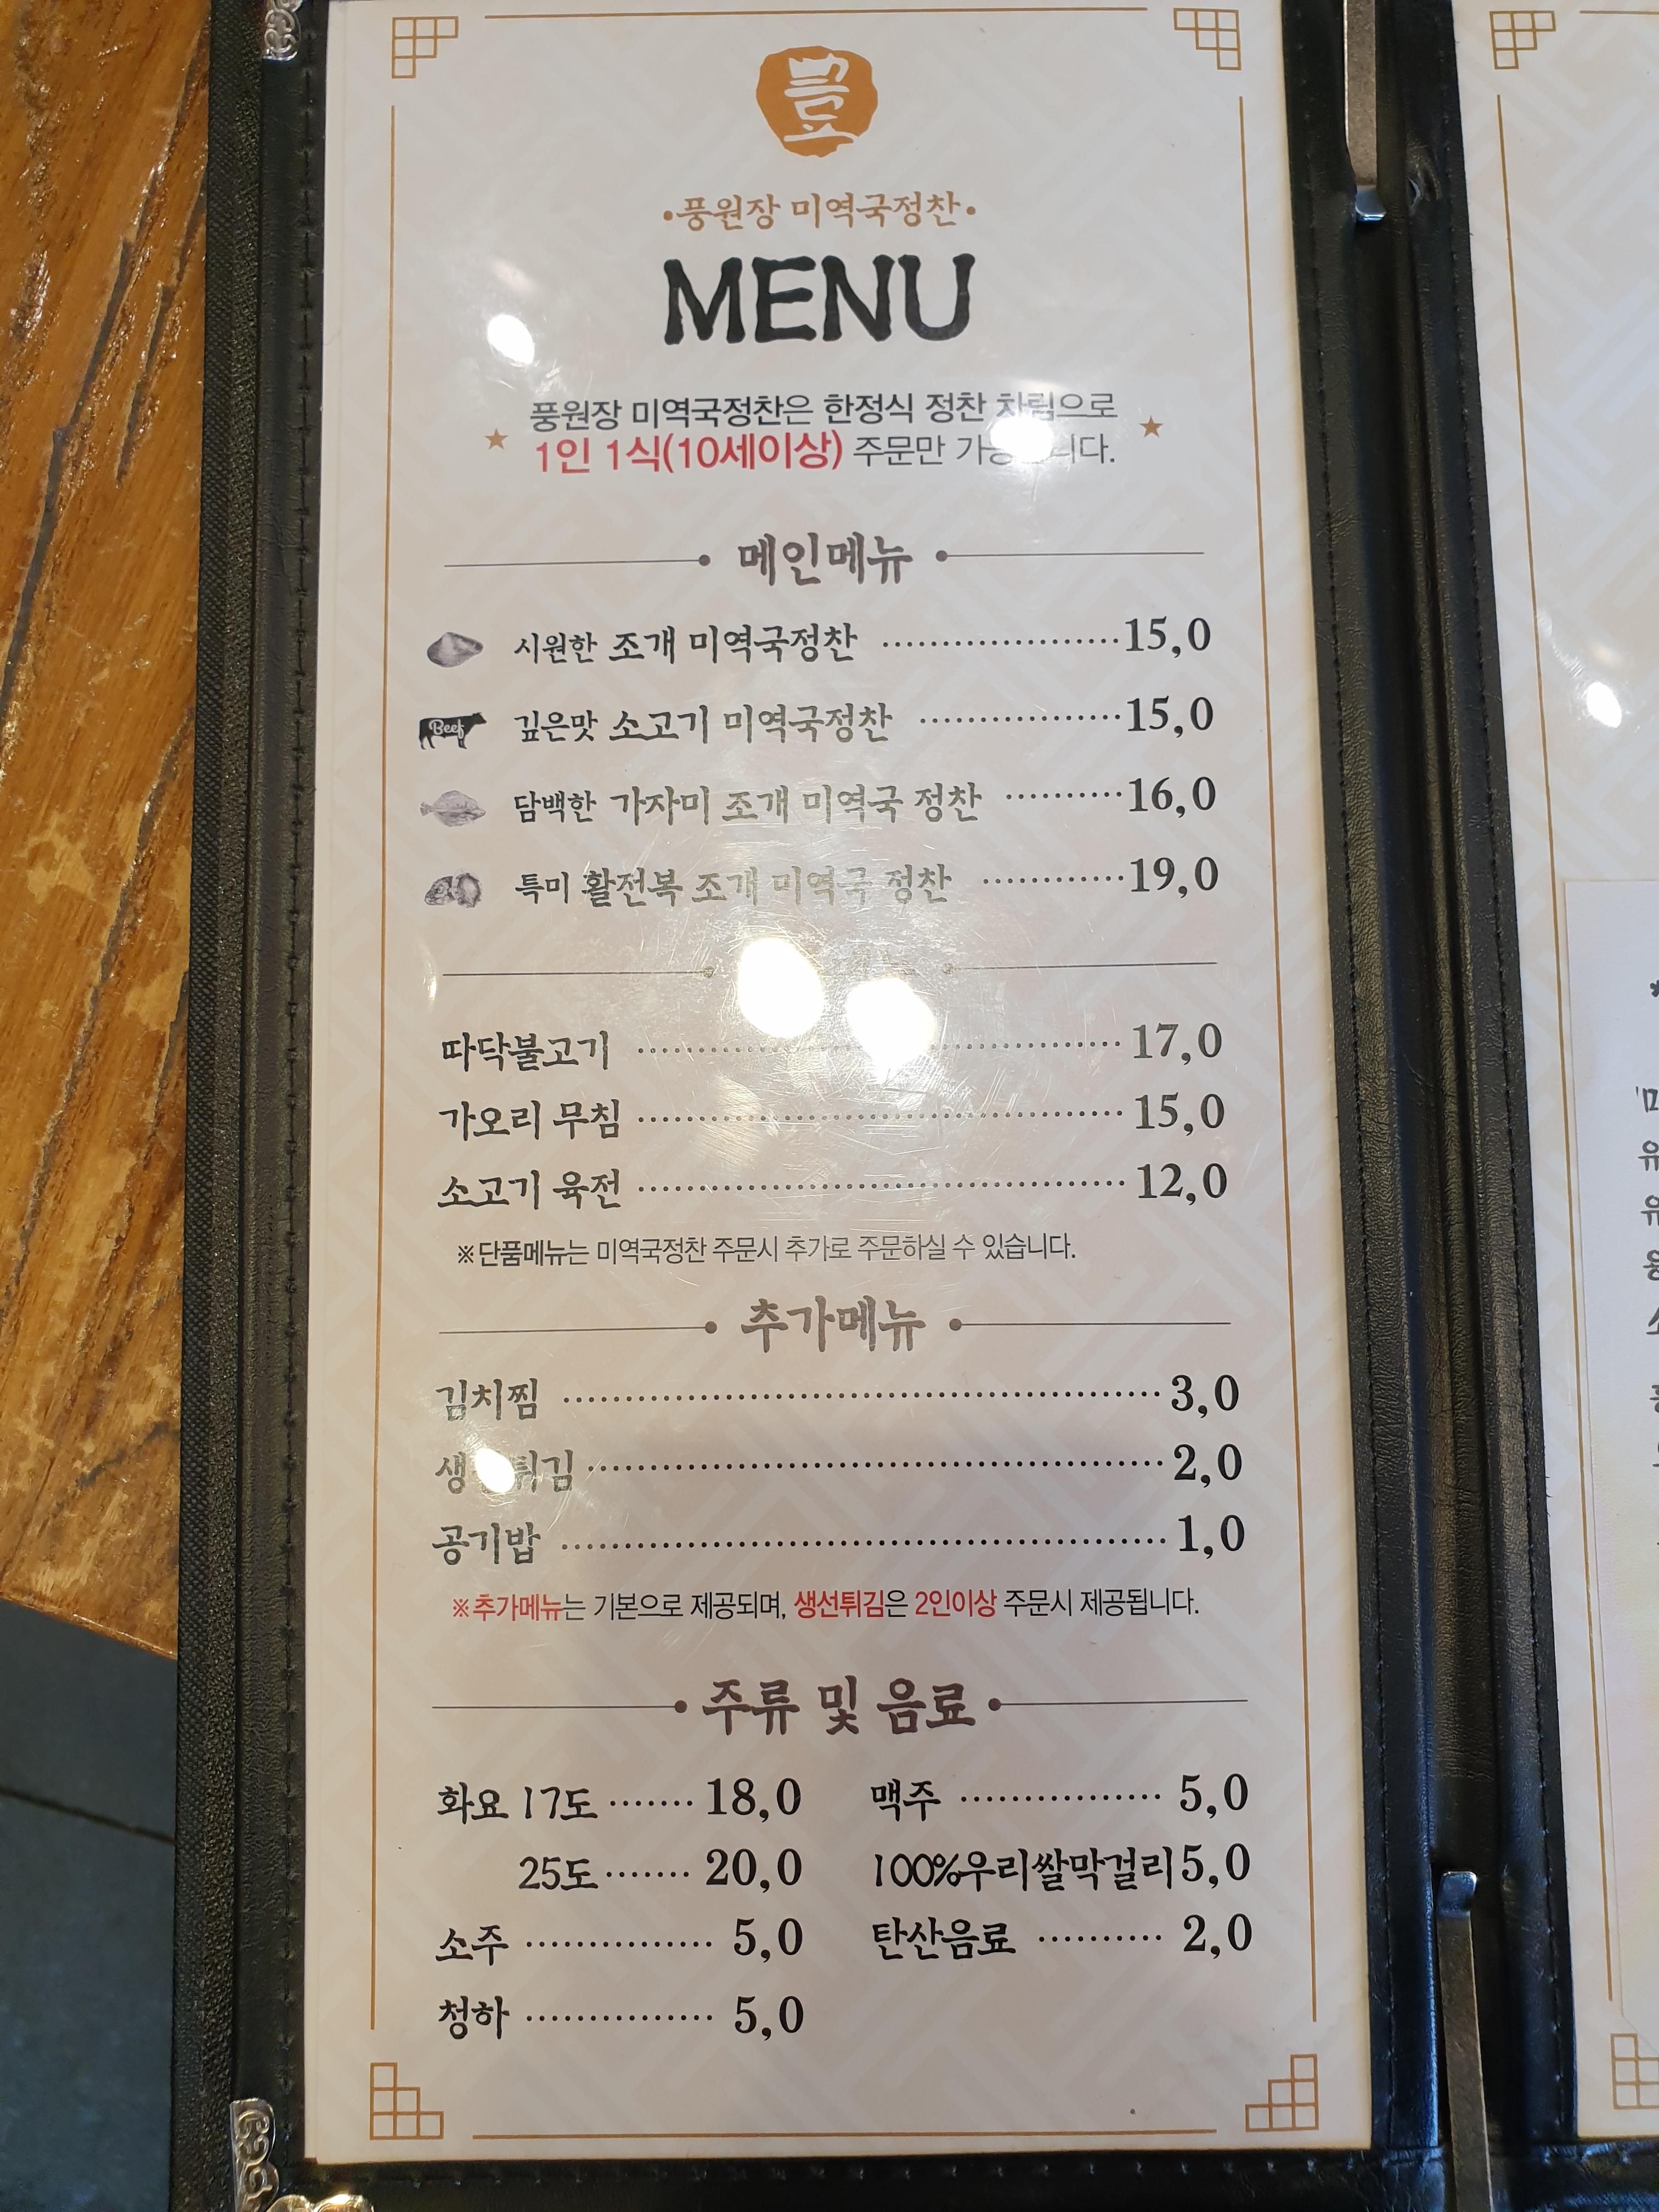 豊
•풍원장 미역국정찬•
MENU
풍원장 미역국정찬은 한정식 정찬 차림으로
1인 1식(10세이상) 주문만
메인메뉴
시원한 조개 미역국정찬 ················ 15,0
Beef 깊은맛 소고기 미역국정찬 ················ 15,0
담백한 가자미 조개 미역국 정찬 ·········· 16,0
특미 활전복 조개 미역국 정찬 ············ 19,0
따닥불고기 ················ 17,0
가오리 무침 ················ 15,0
소고기 육전 ················ 12,0
※단품메뉴는 미역국정찬 주문시 추가로 주문하실 수 있습니다.
추가메뉴
김치찜 ················ 3,0
생선튀김 ················ 2,0
공기밥 ················ 1,0
※추가메뉴는 기본으로 제공되며, 생선튀김은 2인이상 주문시 제공됩니다.
주류 및 음료
화요 17도 ······· 18,0
25도 ······· 20,0
소주 ··············· 5,0
청하 ··············· 5,0
맥주 ················ 5,0
100%우리쌀막걸리 5,0
탄산음료 ·········· 2,0